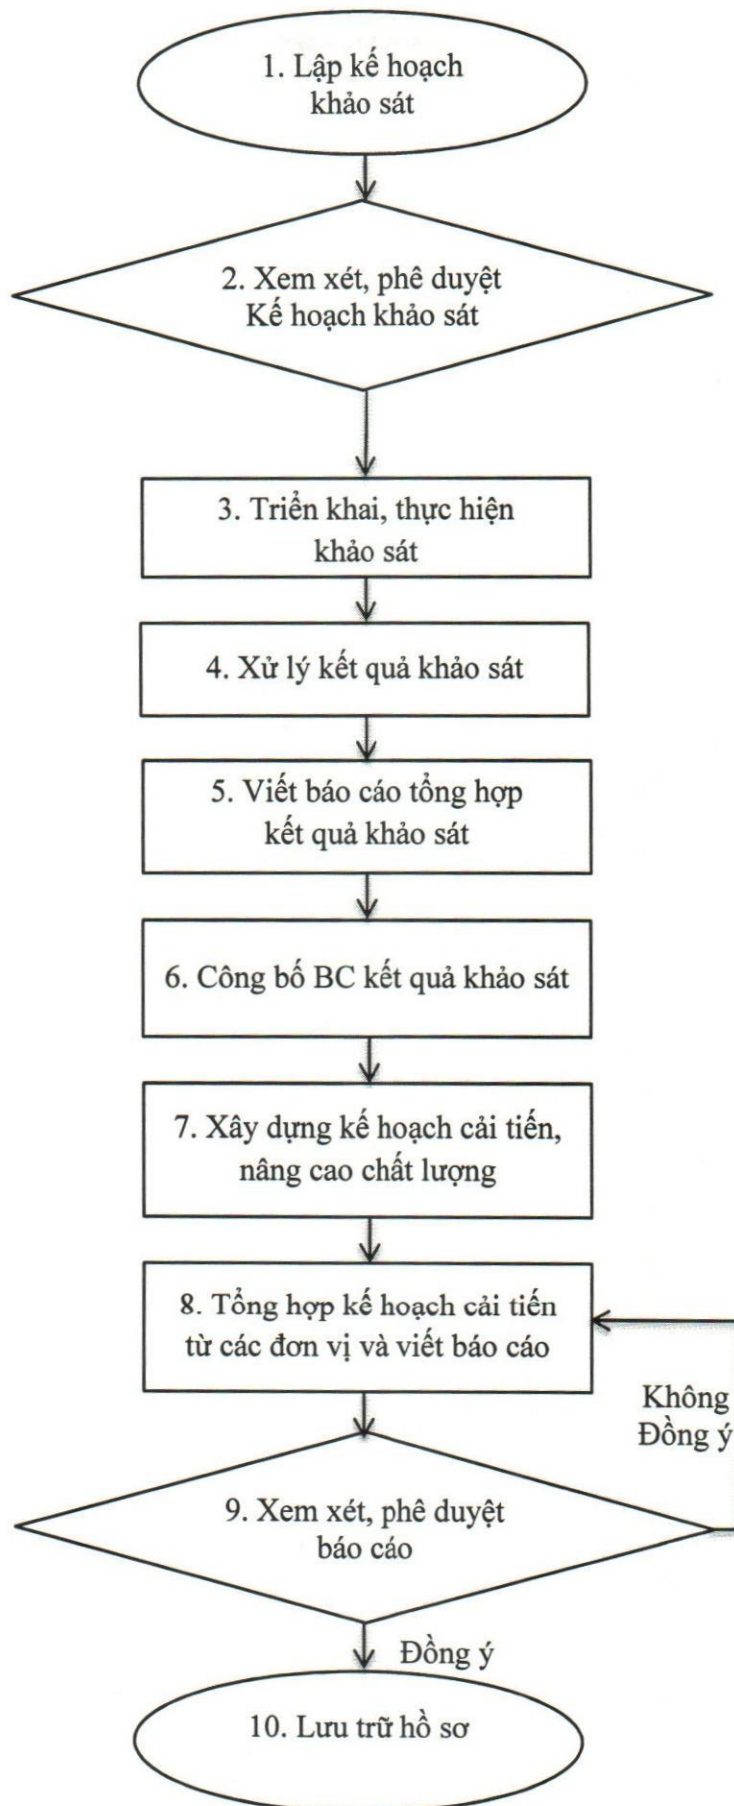 1. Lập kế hoạch
khảo sát
2. Xem xét, phê duyệt
Kế hoạch khảo sát
3. Triển khai, thực hiện
khảo sát
4. Xử lý kết quả khảo sát
5. Viết báo cáo tổng hợp
kết quả khảo sát
6. Công bố BC kết quả khảo sát
7. Xây dựng kế hoạch cải tiến,
nâng cao chất lượng
8. Tổng hợp kế hoạch cải tiến
từ các đơn vị và viết báo cáo
Không
Đồng ý
9. Xem xét, phê duyệt
báo cáo
Đồng ý
10. Lưu trữ hồ sơ